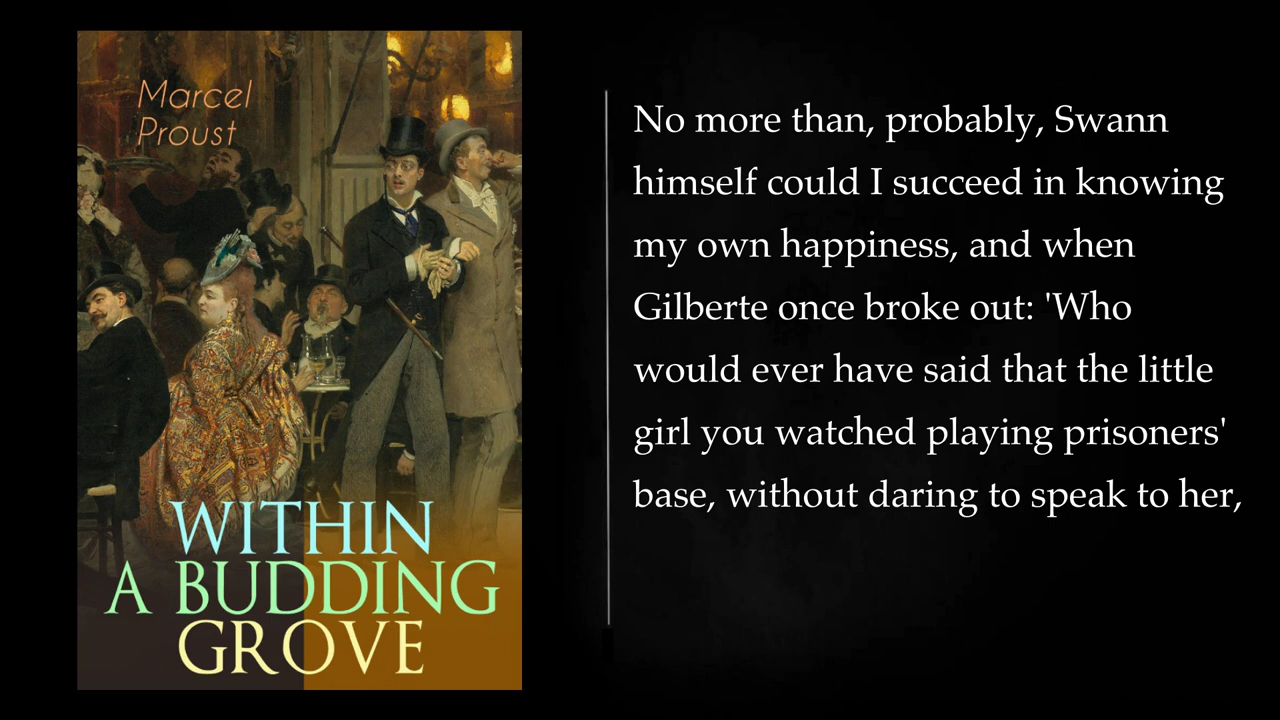 Marcel
Proust
WITHIN
A BUDDING
GROVE
No more than, probably, Swann
himself could I succeed in knowing
my own happiness, and when
Gilberte once broke out: 'Who
would ever have said that the little
girl you watched playing prisoners'
base, without daring to speak to her,